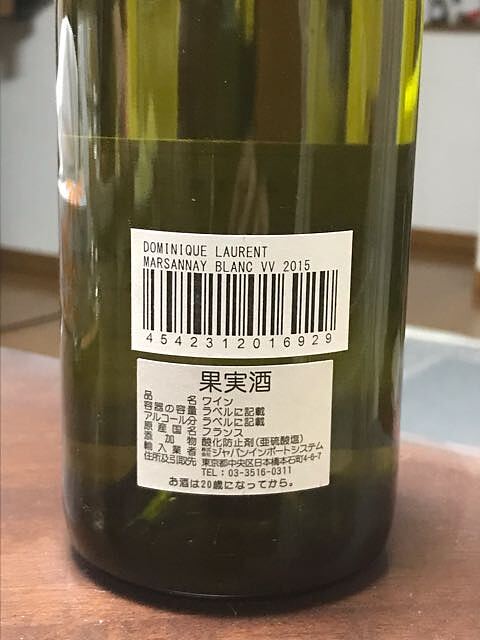 DOMINIQUE LAURENT
MARSANNAY BLANC VV 2015
4542312016929
果実酒
品名 ワイン
容器の容量 ラベルに記載
アルコール分 ラベルに記載
原産国名 フランス
添加物 酸化防止剤(亜硫酸塩)
輸入業者 株式会社ジャパンインポートシステム
住所及引取先 東京都中央区日本橋本石町4-6-7
TEL:03-3516-0311
お酒は20歳になってから。